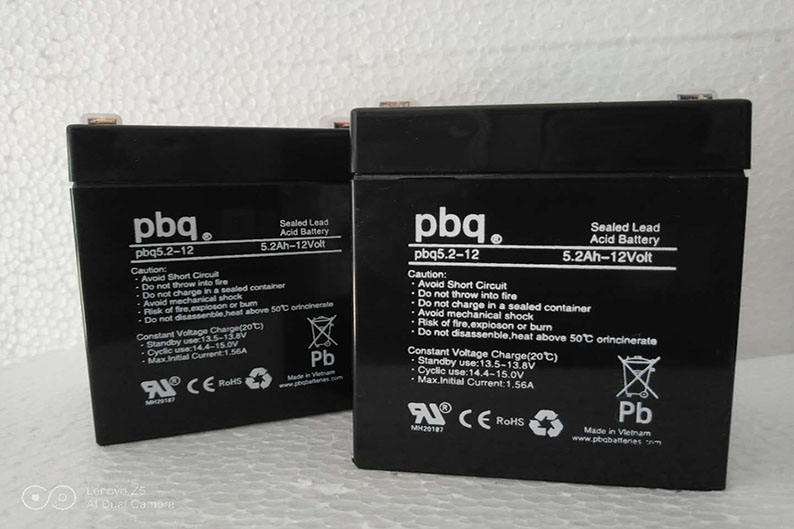 pbq®
Sealed Lead
Acid Battery
pbq5.2-12 5.2Ah-12Volt
Caution:
· Avoid Short Circuit
· Do not throw into fire
· Do not charge in a sealed container
· Avoid mechanical shock
· Risk of fire,exploson or burn
· Do not disassenble,heat above 50℃ orincinerate
Constant Voltage Charge(20℃)
· Standby use:13.5-13.8V
· Cyclic use:14.4-15.0V
· Max.Initial Current:1.56A
Pb
RU® CE RoHS
MH20187
Made in Vietnam
www.pbqbatteries.com
pbq®
Sealed Lead
Acid Battery
pbq5.2-12 5.2Ah-12Volt
Caution:
· Avoid Short Circuit
· Do not throw into fire
· Do not charge in a sealed container
· Avoid mechanical shock
· Risk of fire,exploson or burn
· Do not disassenble,heat above 50℃ orincinerate
Constant Voltage Charge(20℃)
· Standby use:13.5-13.8V
· Cyclic use:14.4-15.0V
· Max.Initial Current:1.56A
Pb
RU® CE RoHS
MH20187
Made in Vietnam
www.pbqbatteries.com
Lenovo Z5
AI Dual Camera